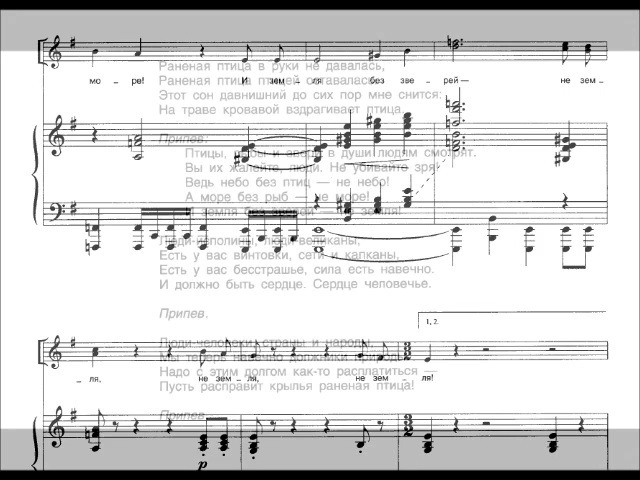 мо – ре! И зем – ля без зве – рей— не зем –
Раненая птица в руки не давалась,
Раненая птица птицей оставалась.
Этот сон давнишний до сих пор мне снится:
На траве кровавой вздрагивает птица.
Припев:
Птицы, рыбы и звери в души людям смотрят.
Вы их жалейте, люди. Не убивайте зря!
Ведь небо без птиц — не небо!
А море без рыб — не море!
И земля без зверей — не земля!
Люди-исполины, люди-великаны,
Есть у вас винтовки, сети и капканы,
Есть у вас бесстрашье, сила есть навечно.
И должно быть сердце. Сердце человечье.
Припев.
1, 2.
Люди-человеки, страны и народы,
Мы теперь навечно должники природы.
Надо с этим долгом как-то расплатиться —
Пусть расправит крылья раненая птица!
– ля, не зем – ля, не зем – ля!
Припев.
p